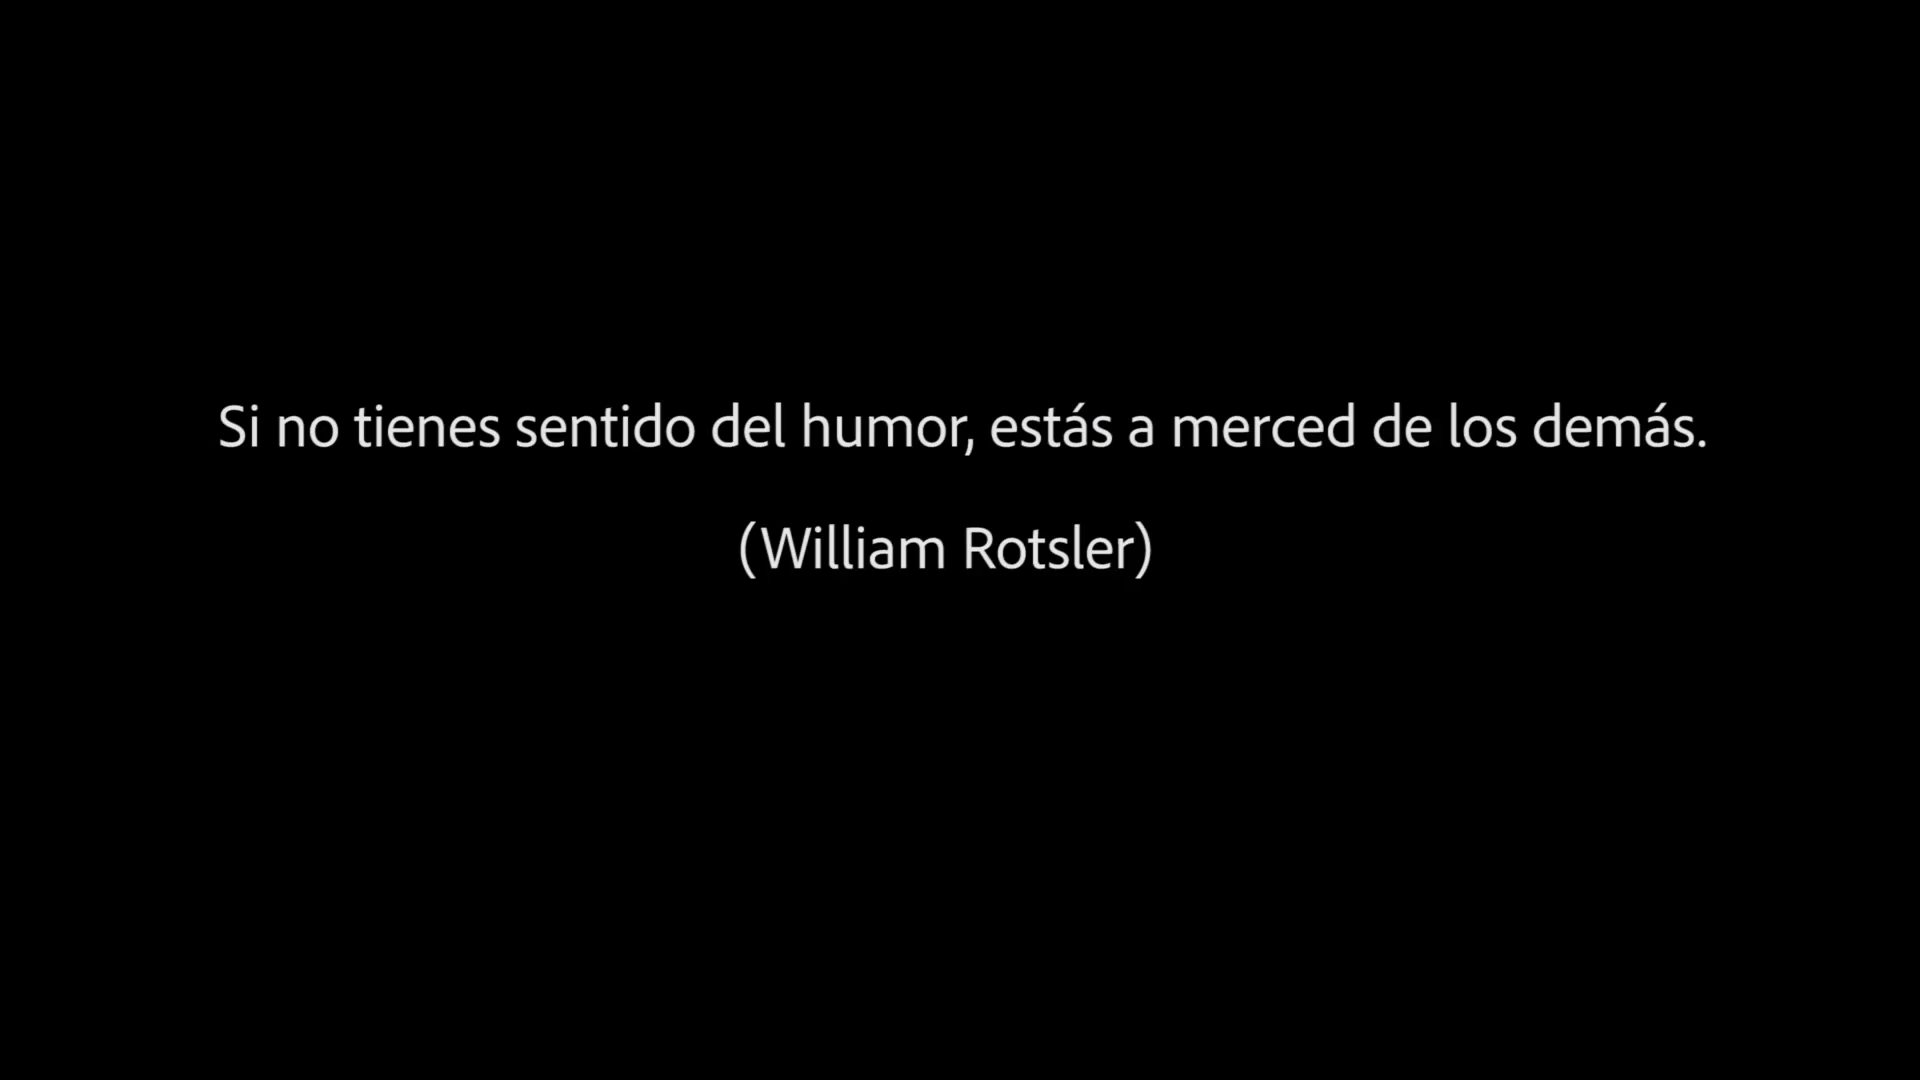 Si no tienes sentido del humor, estás a merced de los demás.
(William Rotsler)